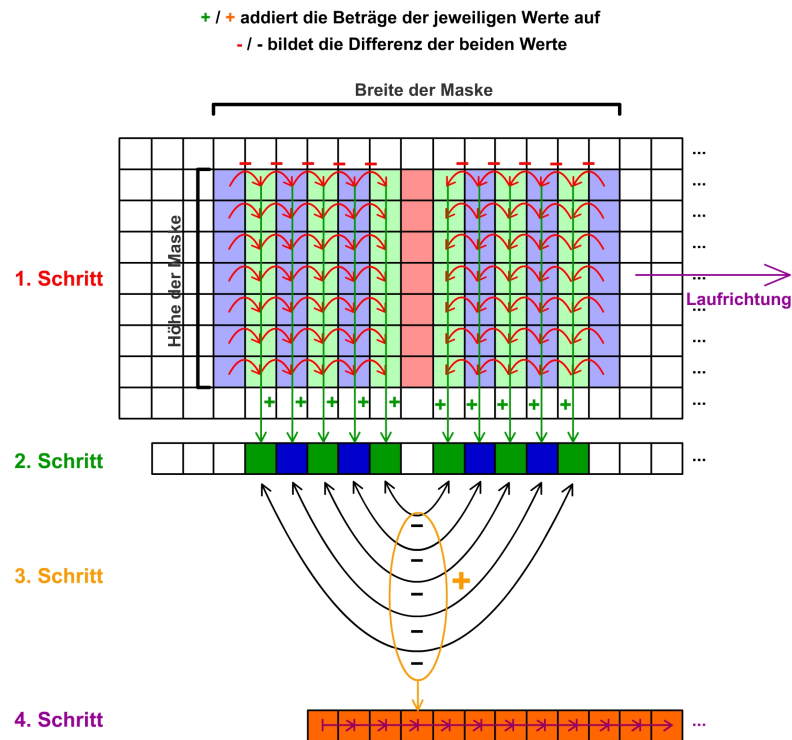 + / + addiert die Beträge der jeweiligen Werte auf
- / - bildet die Differenz der beiden Werte
Breite der Maske
- - - - - - - - - -
...
...
...
...
Höhe der Maske
1. Schritt
...
Laufrichtung
...
...
...
+ + + + + + + + + +
...
2. Schritt
...
-
-
3. Schritt
+
-
-
-
4. Schritt
...